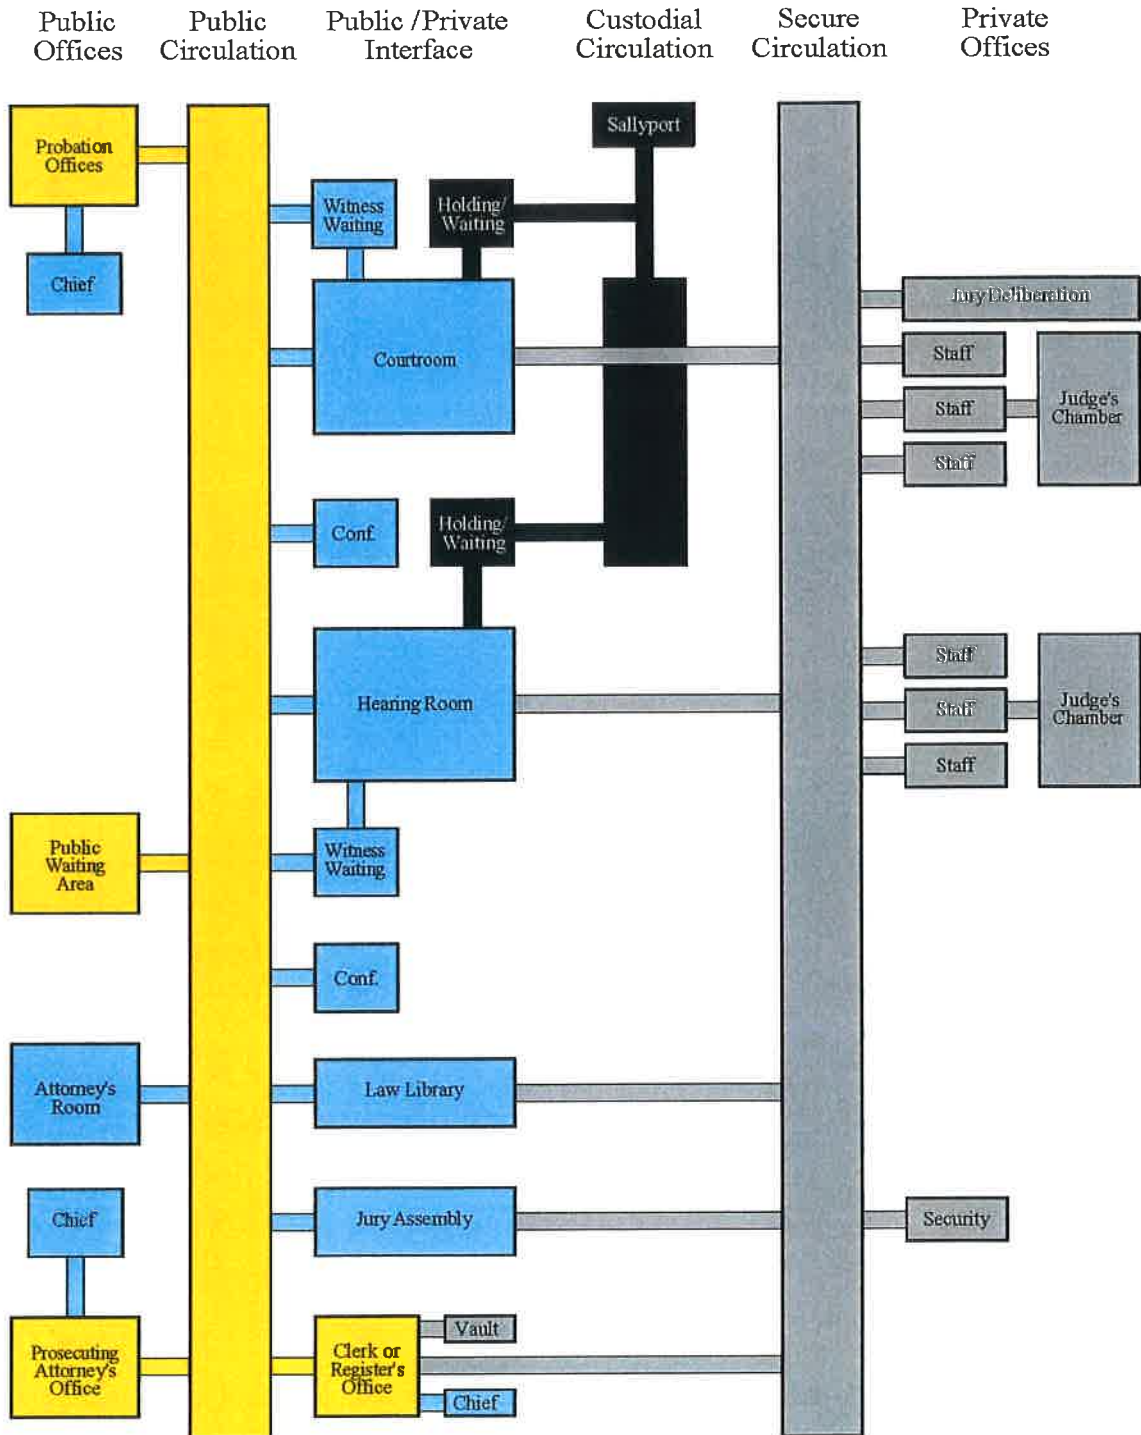 Public
Offices
Public
Circulation
Public /Private
Interface
Custodial
Circulation
Secure
Circulation
Private
Offices
Probation
Offices
Chief
Witness
Waiting
Holding/
Waiting
Sallyport
Courtroom
Jury Deliberation
Staff
Staff
Staff
Judge's
Chamber
Conf.
Holding/
Waiting
Hearing Room
Staff
Staff
Staff
Judge's
Chamber
Public
Waiting
Area
Witness
Waiting
Conf.
Attorney's
Room
Law Library
Chief
Jury Assembly
Security
Prosecuting
Attorney's
Office
Clerk or
Register's
Office
Vault
Chief